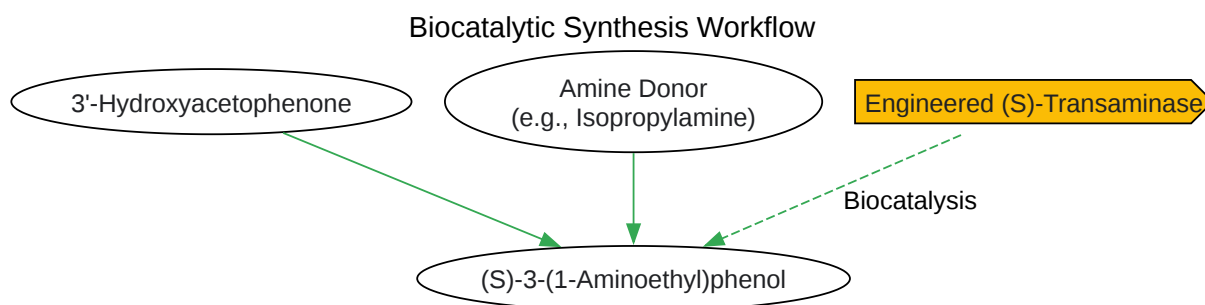 Biocatalytic Synthesis Workflow
3'-Hydroxyacetophenone
Amine Donor
(e.g., Isopropylamine)
Engineered (S)-Transaminase
Biocatalysis
(S)-3-(1-Aminoethyl)phenol